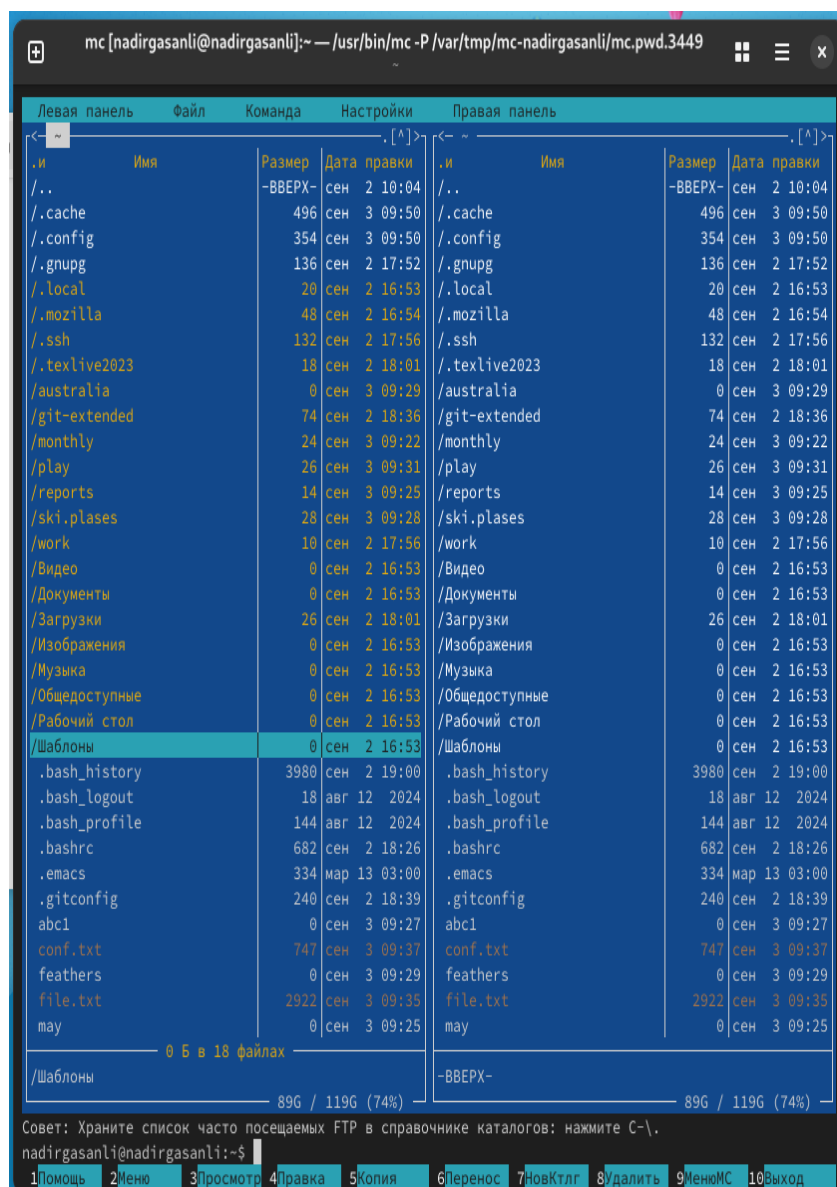 mc [nadirgasanli@nadirgasanli]:~ — /usr/bin/mc -P /var/tmp/mc-nadirgasanli/mc.pwd.3449
~
Левая панель Файл Команда Настройки Правая панель
<— ~ .[^]> <— ~ .[^]>
.и Имя Размер Дата правки .и Имя Размер Дата правки
/.. -ВВЕРХ- сен 2 10:04 /.. -ВВЕРХ- сен 2 10:04
/.cache 496 сен 3 09:50 /.cache 496 сен 3 09:50
/.config 354 сен 3 09:50 /.config 354 сен 3 09:50
/.gnupg 136 сен 2 17:52 /.gnupg 136 сен 2 17:52
/.local 20 сен 2 16:53 /.local 20 сен 2 16:53
/.mozilla 48 сен 2 16:54 /.mozilla 48 сен 2 16:54
/.ssh 132 сен 2 17:56 /.ssh 132 сен 2 17:56
/.texlive2023 18 сен 2 18:01 /.texlive2023 18 сен 2 18:01
/australia 0 сен 3 09:29 /australia 0 сен 3 09:29
/git-extended 74 сен 2 18:36 /git-extended 74 сен 2 18:36
/monthly 24 сен 3 09:22 /monthly 24 сен 3 09:22
/play 26 сен 3 09:31 /play 26 сен 3 09:31
/reports 14 сен 3 09:25 /reports 14 сен 3 09:25
/ski.plases 28 сен 3 09:28 /ski.plases 28 сен 3 09:28
/work 10 сен 2 17:56 /work 10 сен 2 17:56
/Видео 0 сен 2 16:53 /Видео 0 сен 2 16:53
/Документы 0 сен 2 16:53 /Документы 0 сен 2 16:53
/Загрузки 26 сен 2 18:01 /Загрузки 26 сен 2 18:01
/Изображения 0 сен 2 16:53 /Изображения 0 сен 2 16:53
/Музыка 0 сен 2 16:53 /Музыка 0 сен 2 16:53
/Общедоступные 0 сен 2 16:53 /Общедоступные 0 сен 2 16:53
/Рабочий стол 0 сен 2 16:53 /Рабочий стол 0 сен 2 16:53
/Шаблоны 0 сен 2 16:53 /Шаблоны 0 сен 2 16:53
.bash_history 3980 сен 2 19:00 .bash_history 3980 сен 2 19:00
.bash_logout 18 авг 12 2024 .bash_logout 18 авг 12 2024
.bash_profile 144 авг 12 2024 .bash_profile 144 авг 12 2024
.bashrc 682 сен 2 18:26 .bashrc 682 сен 2 18:26
.emacs 334 мар 13 03:00 .emacs 334 мар 13 03:00
.gitconfig 240 сен 2 18:39 .gitconfig 240 сен 2 18:39
abc1 0 сен 3 09:27 abc1 0 сен 3 09:27
conf.txt 747 сен 3 09:37 conf.txt 747 сен 3 09:37
feathers 0 сен 3 09:29 feathers 0 сен 3 09:29
file.txt 2922 сен 3 09:35 file.txt 2922 сен 3 09:35
may 0 сен 3 09:25 may 0 сен 3 09:25
0 Б в 18 файлах
/Шаблоны -ВВЕРХ-
89G / 119G (74%) 89G / 119G (74%)
Совет: Храните список часто посещаемых FTP в справочнике каталогов: нажмите C-\.
nadirgasanli@nadirgasanli:~$
1Помощь 2Меню 3Просмотр 4Правка 5Копия 6Перенос 7НовКтлг 8Удалить 9МенюMC 10Выход